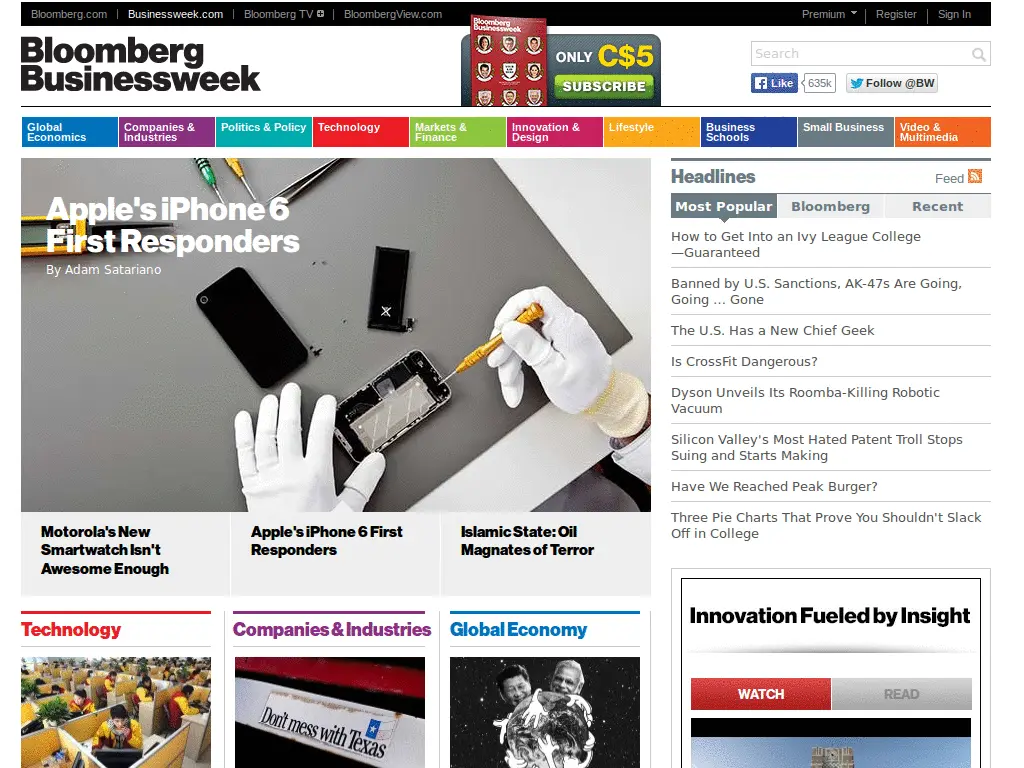 Bloomberg.com Businessweek.com Bloomberg TV BloombergView.com Premium Register Sign In
Bloomberg
Businessweek
Bloomberg
Businessweek
ONLY C$5
SUBSCRIBE
Search
Like 635k Follow @BW
Global
Economics
Companies &
Industries
Politics & Policy
Technology
Markets &
Finance
Innovation &
Design
Lifestyle
Business
Schools
Small Business
Video &
Multimedia
Apple's iPhone 6
First Responders
By Adam Satariano
Motorola's New
Smartwatch Isn't
Awesome Enough
Apple's iPhone 6 First
Responders
Islamic State: Oil
Magnates of Terror
Headlines
Feed
Most Popular Bloomberg Recent
How to Get Into an Ivy League College
—Guaranteed
Banned by U.S. Sanctions, AK-47s Are Going,
Going ... Gone
The U.S. Has a New Chief Geek
Is CrossFit Dangerous?
Dyson Unveils Its Roomba-Killing Robotic
Vacuum
Silicon Valley's Most Hated Patent Troll Stops
Suing and Starts Making
Have We Reached Peak Burger?
Three Pie Charts That Prove You Shouldn't Slack
Off in College
Technology
Companies & Industries
Don't mess with Texas
Global Economy
Innovation Fueled by Insight
WATCH READ